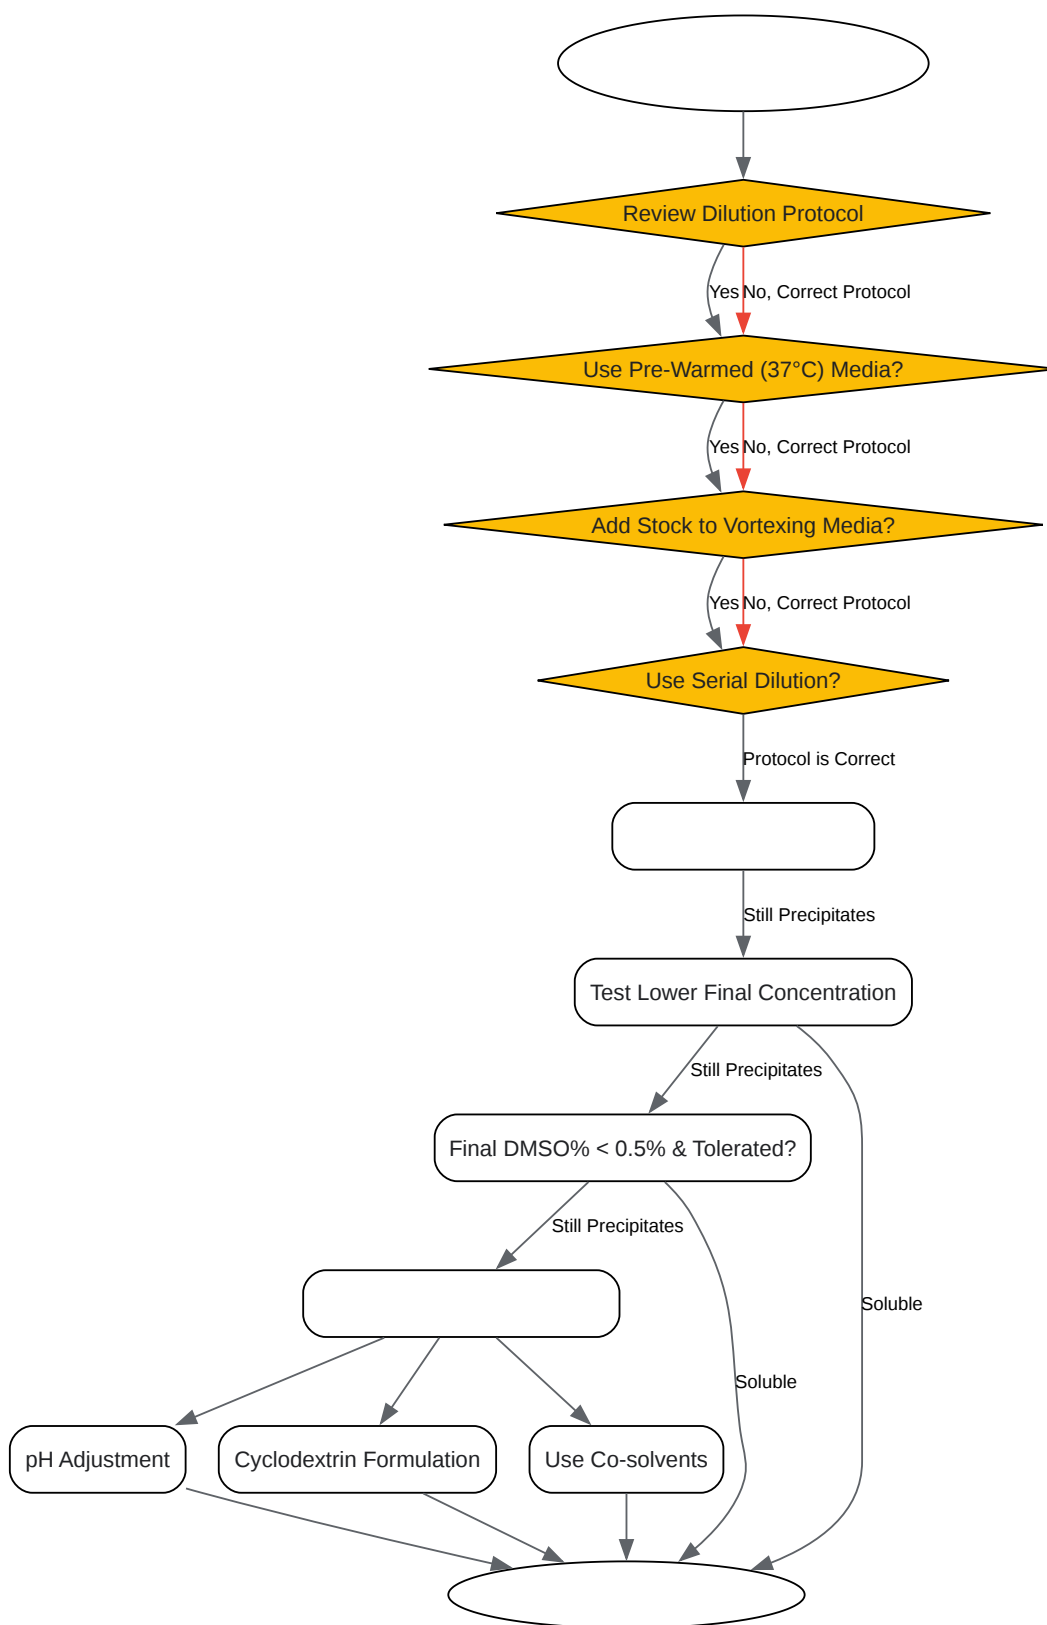 Review Dilution Protocol
Yes
No, Correct Protocol
Use Pre-Warmed (37°C) Media?
Yes
No, Correct Protocol
Add Stock to Vortexing Media?
Yes
No, Correct Protocol
Use Serial Dilution?
Protocol is Correct
Still Precipitates
Test Lower Final Concentration
Still Precipitates
Final DMSO% < 0.5% & Tolerated?
Still Precipitates
Soluble
Soluble
pH Adjustment
Cyclodextrin Formulation
Use Co-solvents